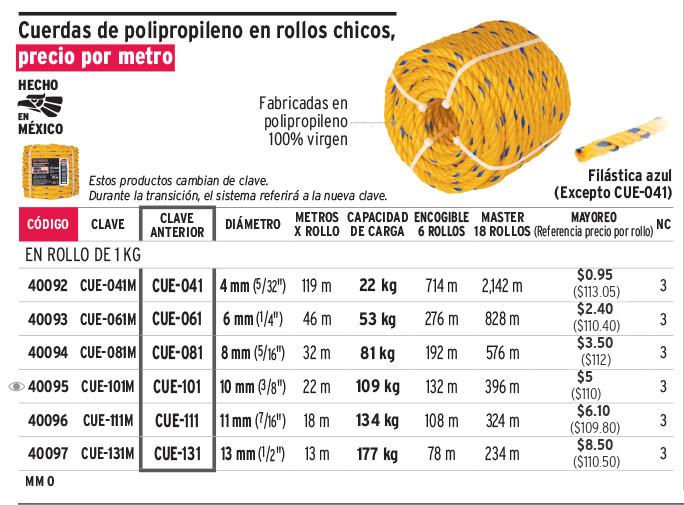 Cuerdas de polipropileno en rollos chicos,
precio por metro
HECHO
EN
MÉXICO
Fabricadas en
polipropileno
100% virgen
Filástica azul
(Excepto CUE-041)
Estos productos cambian de clave.
Durante la transición, el sistema referirá a la nueva clave.
CÓDIGO CLAVE CLAVE ANTERIOR DIÁMETRO METROS X ROLLO CAPACIDAD DE CARGA ENCOGIBLE 6 ROLLOS MASTER 18 ROLLOS MAYOREO (Referencia precio por rollo) NC
EN ROLLO DE 1 KG
40092 CUE-041M CUE-041 4 mm (5/32") 119 m 22 kg 714 m 2,142 m $0.95 ($113.05) 3
40093 CUE-061M CUE-061 6 mm (1/4") 46 m 53 kg 276 m 828 m $2.40 ($110.40) 3
40094 CUE-081M CUE-081 8 mm (5/16") 32 m 81 kg 192 m 576 m $3.50 ($112) 3
40095 CUE-101M CUE-101 10 mm (3/8") 22 m 109 kg 132 m 396 m $5 ($110) 3
40096 CUE-111M CUE-111 11 mm (7/16") 18 m 134 kg 108 m 324 m $6.10 ($109.80) 3
40097 CUE-131M CUE-131 13 mm (1/2") 13 m 177 kg 78 m 234 m $8.50 ($110.50) 3
MM O